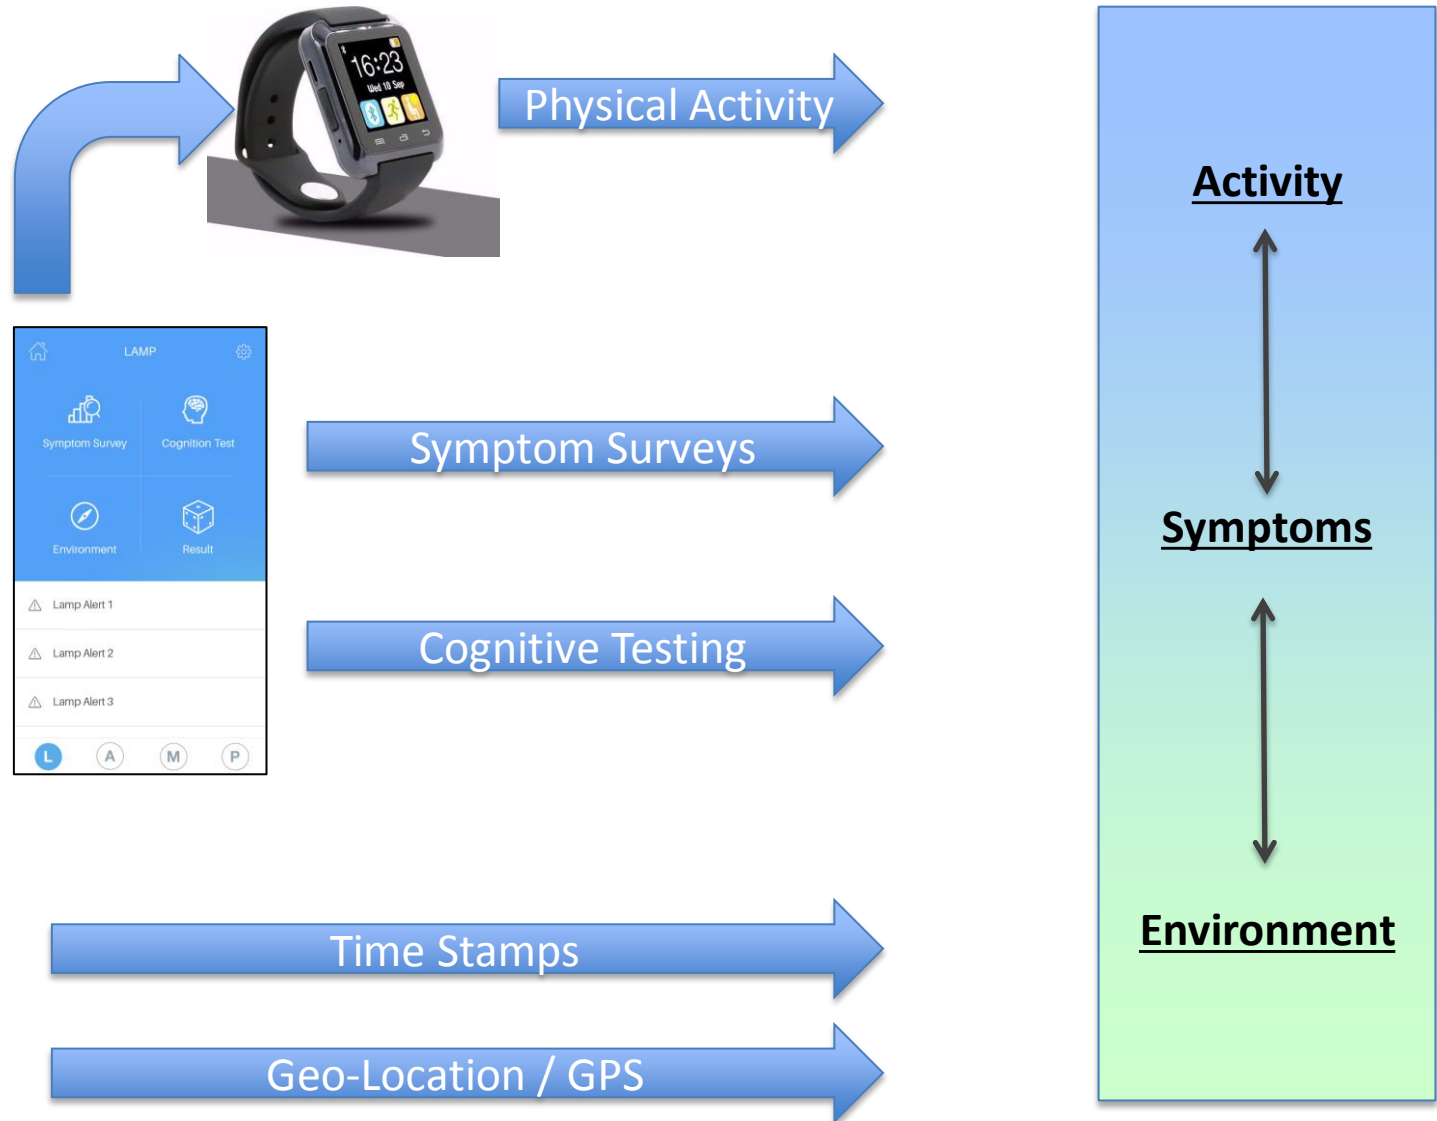 16:23
Wed 10 Sep
Physical Activity
Activity
LAMP
Symptom Survey
Cognition Test
Environment
Result
Lamp Alert 1
Lamp Alert 2
Lamp Alert 3
L
A
M
P
Symptom Surveys
Symptoms
Cognitive Testing
Time Stamps
Environment
Geo-Location / GPS